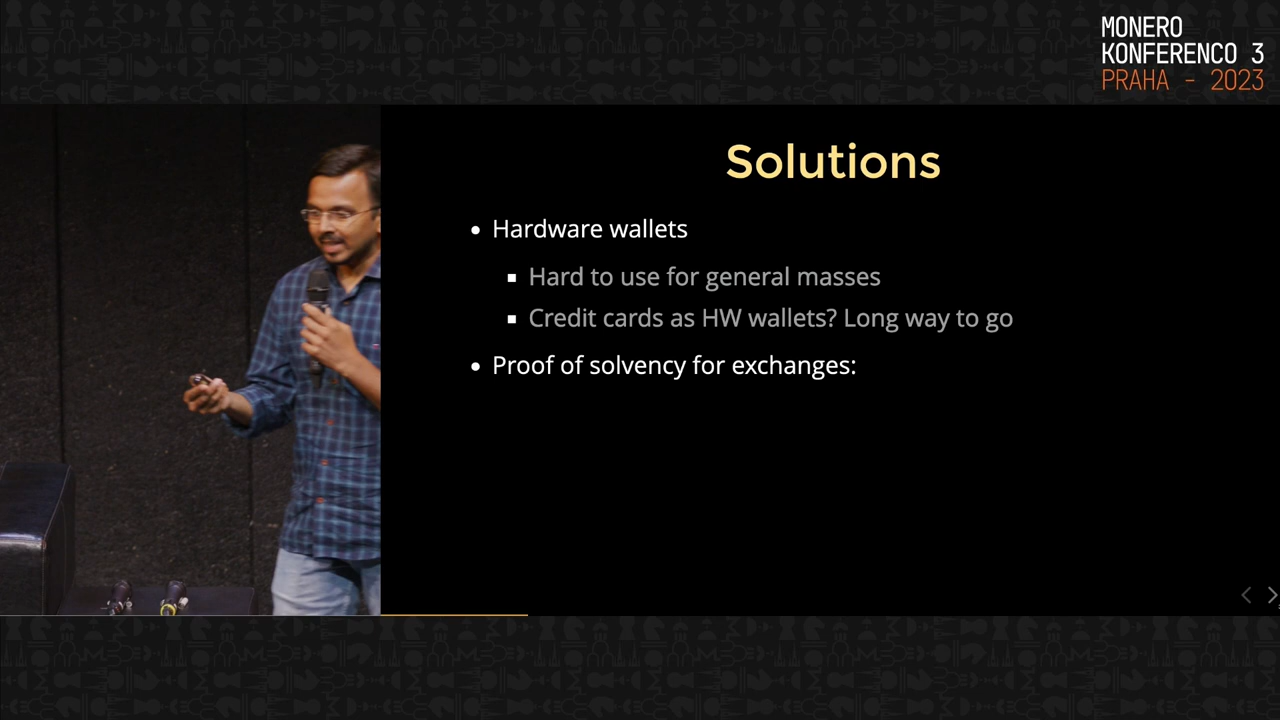 MONERO
KONFERENCO 3
PRAHA - 2023
Solutions
Hardware wallets
Hard to use for general masses
Credit cards as HW wallets? Long way to go
Proof of solvency for exchanges: